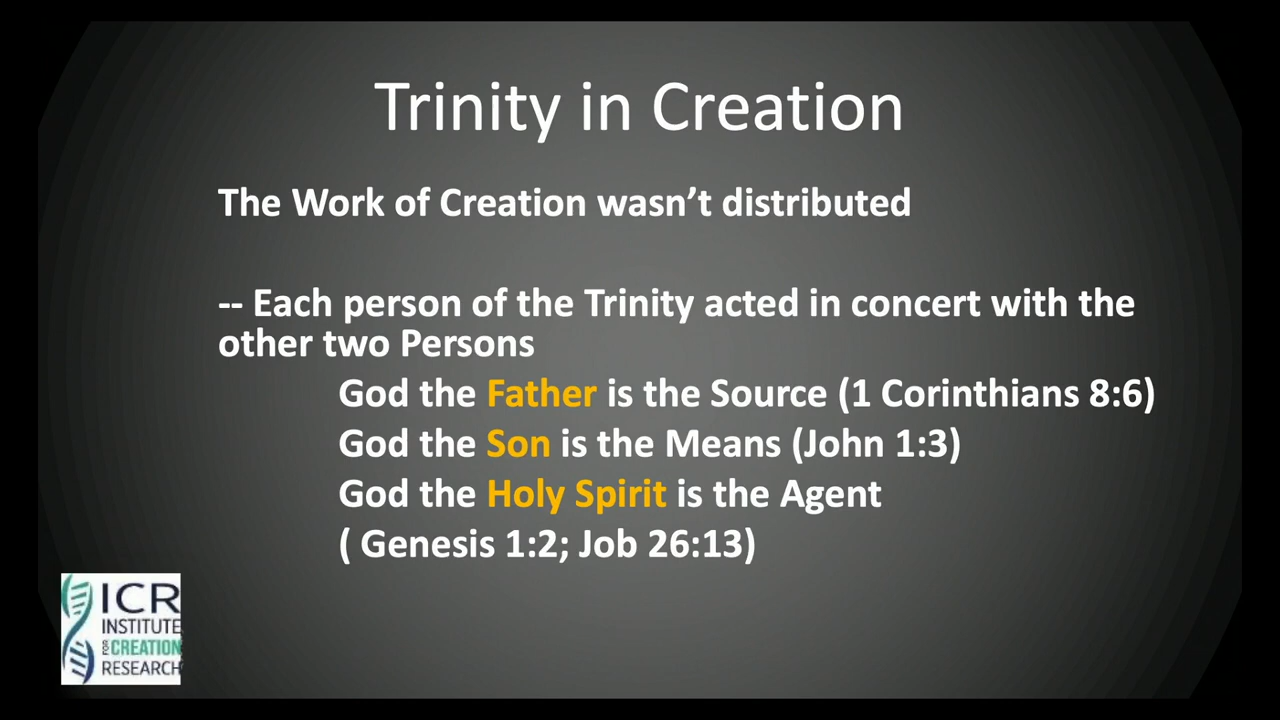 Trinity in Creation
The Work of Creation wasn’t distributed
-- Each person of the Trinity acted in concert with the
other two Persons
God the Father is the Source (1 Corinthians 8:6)
God the Son is the Means (John 1:3)
God the Holy Spirit is the Agent
( Genesis 1:2; Job 26:13)
ICR
INSTITUTE
FOR CREATION
RESEARCH